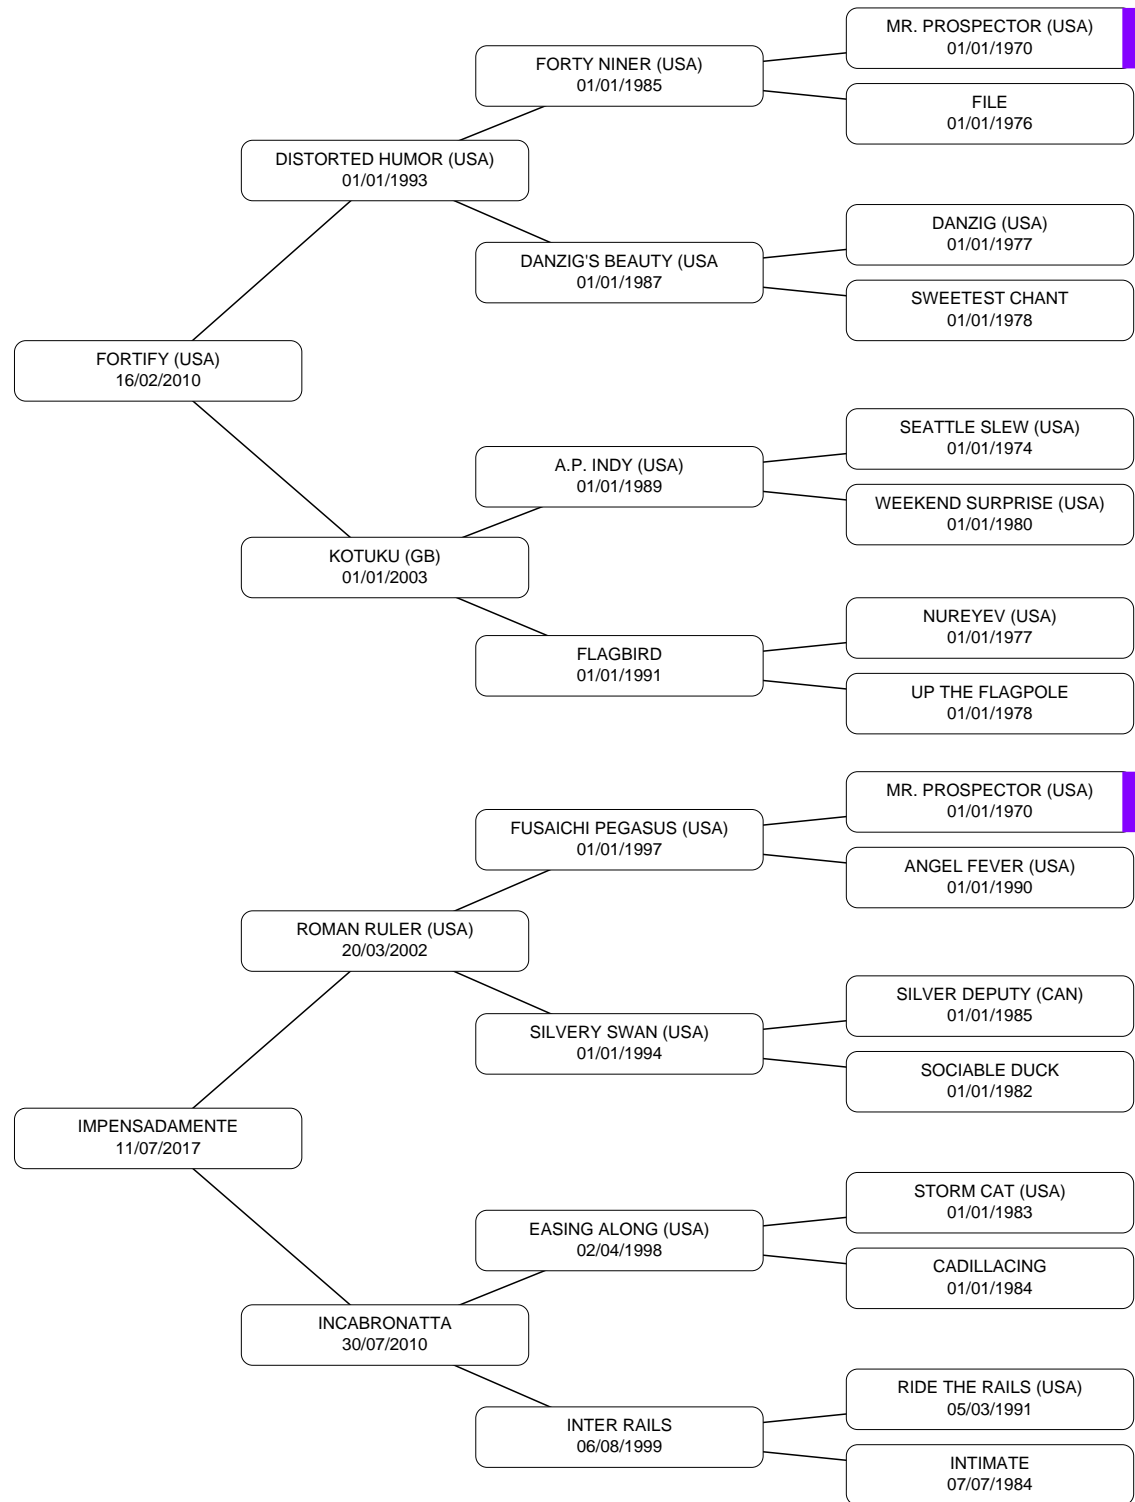 MR. PROSPECTOR (USA)
01/01/1970
FORTY NINER (USA)
01/01/1985
FILE
01/01/1976
DISTORTED HUMOR (USA)
01/01/1993
DANZIG (USA)
01/01/1977
DANZIG'S BEAUTY (USA
01/01/1987
SWEETEST CHANT
01/01/1978
FORTIFY (USA)
16/02/2010
SEATTLE SLEW (USA)
01/01/1974
A.P. INDY (USA)
01/01/1989
WEEKEND SURPRISE (USA)
01/01/1980
KOTUKU (GB)
01/01/2003
NUREYEV (USA)
01/01/1977
FLAGBIRD
01/01/1991
UP THE FLAGPOLE
01/01/1978
MR. PROSPECTOR (USA)
01/01/1970
FUSAICHI PEGASUS (USA)
01/01/1997
ANGEL FEVER (USA)
01/01/1990
ROMAN RULER (USA)
20/03/2002
SILVER DEPUTY (CAN)
01/01/1985
SILVERY SWAN (USA)
01/01/1994
SOCIABLE DUCK
01/01/1982
IMPENSADAMENTE
11/07/2017
STORM CAT (USA)
01/01/1983
EASING ALONG (USA)
02/04/1998
CADILLACING
01/01/1984
INCABRONATTA
30/07/2010
RIDE THE RAILS (USA)
05/03/1991
INTER RAILS
06/08/1999
INTIMATE
07/07/1984